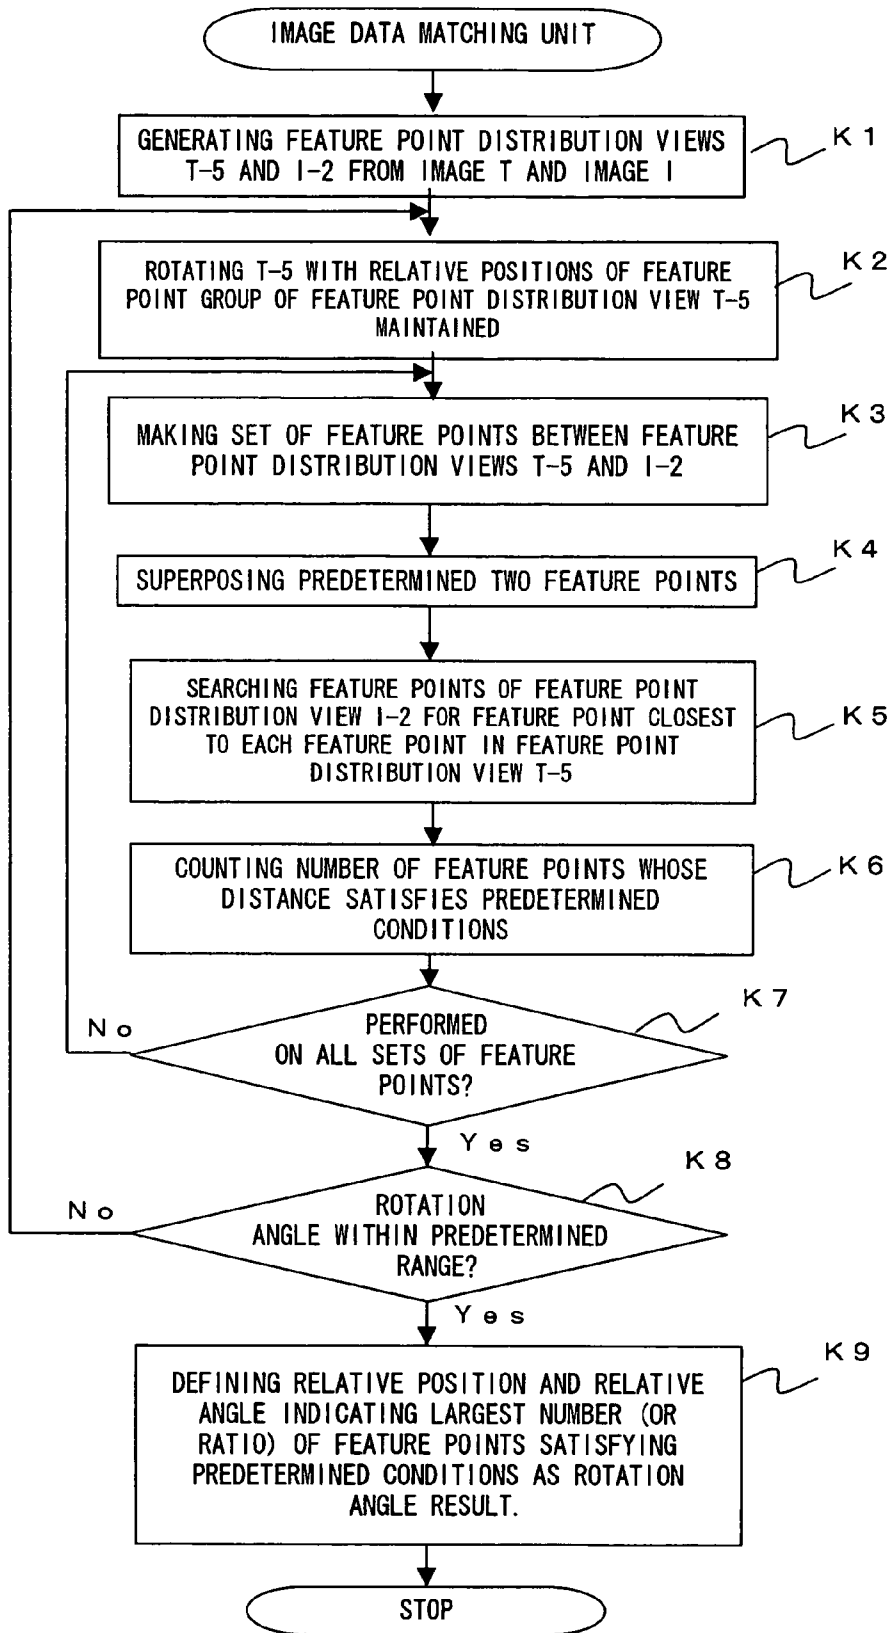 IMAGE DATA MATCHING UNIT
GENERATING FEATURE POINT DISTRIBUTION VIEWS
T-5 AND I-2 FROM IMAGE T AND IMAGE I
K1
ROTATING T-5 WITH RELATIVE POSITIONS OF FEATURE
POINT GROUP OF FEATURE POINT DISTRIBUTION VIEW T-5
MAINTAINED
K2
MAKING SET OF FEATURE POINTS BETWEEN FEATURE
POINT DISTRIBUTION VIEWS T-5 AND I-2
K3
SUPERPOSING PREDETERMINED TWO FEATURE POINTS
K4
SEARCHING FEATURE POINTS OF FEATURE POINT
DISTRIBUTION VIEW I-2 FOR FEATURE POINT CLOSEST
TO EACH FEATURE POINT IN FEATURE POINT
DISTRIBUTION VIEW T-5
K5
COUNTING NUMBER OF FEATURE POINTS WHOSE
DISTANCE SATISFIES PREDETERMINED
CONDITIONS
K6
PERFORMED
ON ALL SETS OF FEATURE
POINTS?
K7
No
Yes
ROTATION
ANGLE WITHIN PREDETERMINED
RANGE?
K8
No
Yes
DEFINING RELATIVE POSITION AND RELATIVE
ANGLE INDICATING LARGEST NUMBER (OR
RATIO) OF FEATURE POINTS SATISFYING
PREDETERMINED CONDITIONS AS ROTATION
ANGLE RESULT.
K9
STOP